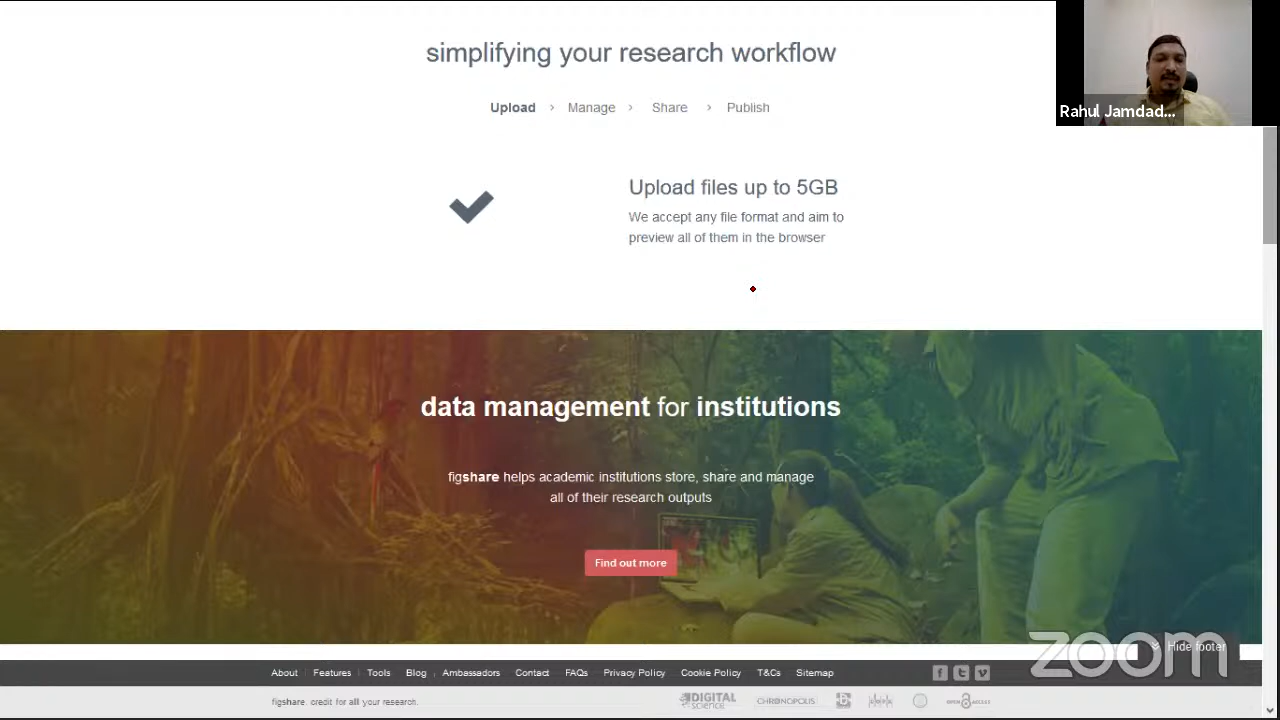 simplifying your research workflow
Upload › Manage › Share › Publish
Rahul Jamdad...
Upload files up to 5GB
We accept any file format and aim to
preview all of them in the browser
data management for institutions
figshare helps academic institutions store, share and manage
all of their research outputs
Find out more
zoom
Hide footer
About Features Tools Blog Ambassadors Contact FAQs Privacy Policy Cookie Policy T&Cs Sitemap
figshare. credit for all your research.
DIGITAL
science
CHRONOPOLIS
OPEN ACCESS